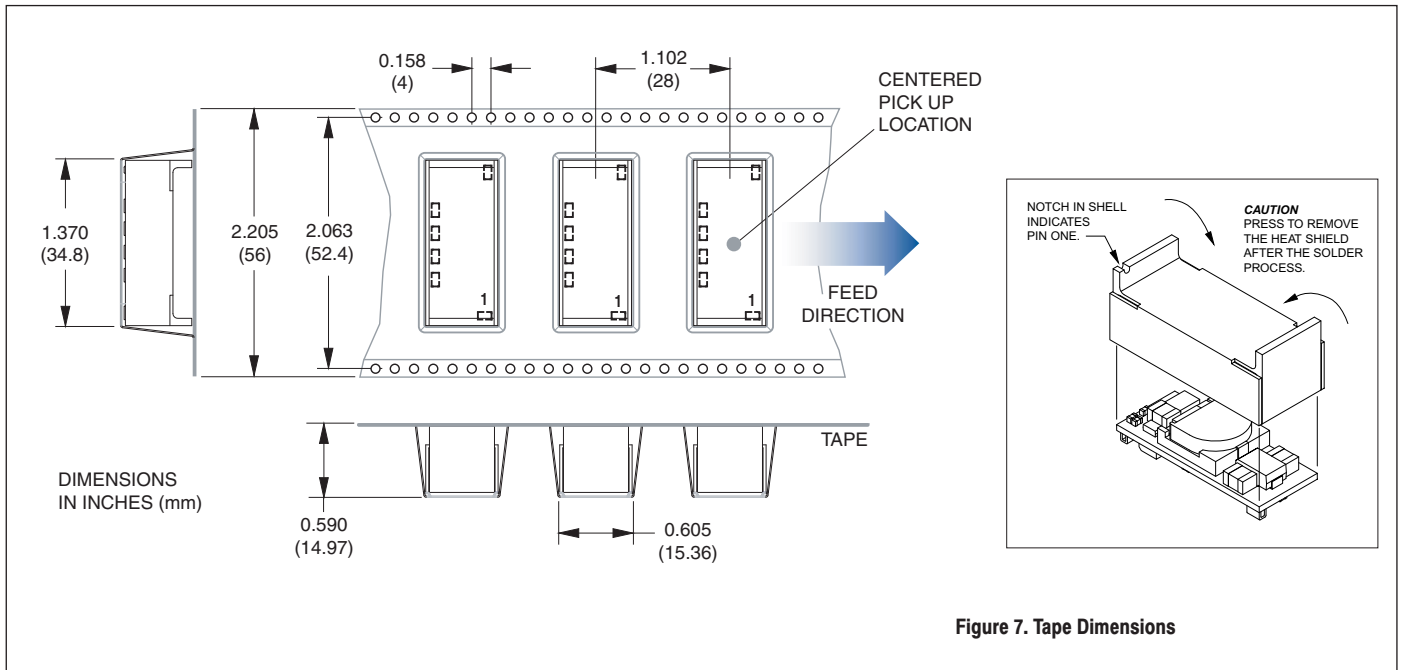 0.158
(4)
1.102
(28)
CENTERED
PICK UP
LOCATION
1.370
(34.8)
2.205
(56)
2.063
(52.4)
1
1
1
FEED
DIRECTION
TAPE
DIMENSIONS
IN INCHES (mm)
0.590
(14.97)
0.605
(15.36)
NOTCH IN SHELL
INDICATES
PIN ONE.
CAUTION
PRESS TO REMOVE
THE HEAT SHIELD
AFTER THE SOLDER
PROCESS.
Figure 7. Tape Dimensions